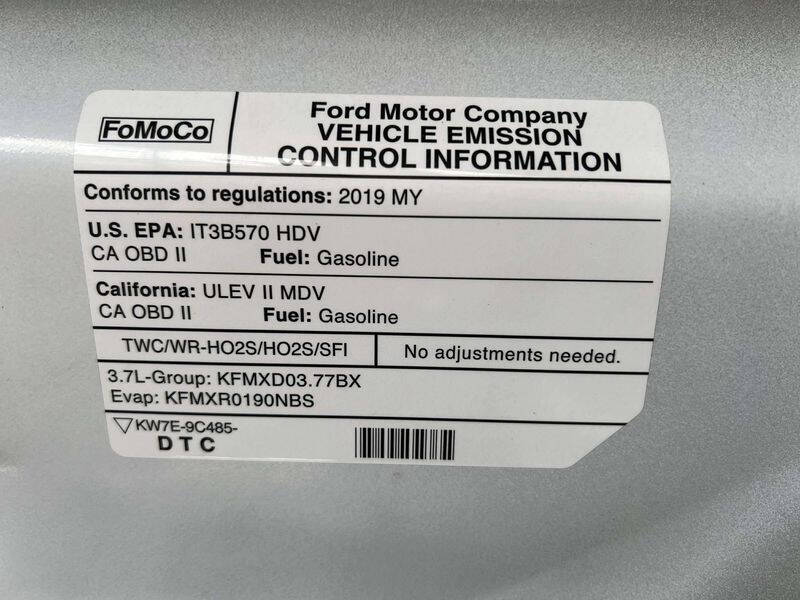 FoMoCo
Ford Motor Company
VEHICLE EMISSION
CONTROL INFORMATION
Conforms to regulations: 2019 MY
U.S. EPA: IT3B570 HDV
CA OBD II Fuel: Gasoline
California: ULEV II MDV
CA OBD II Fuel: Gasoline
TWC/WR-HO2S/HO2S/SFI No adjustments needed.
3.7L-Group: KFMXD03.77BX
Evap: KFMXR0190NBS
KW7E-9C485-
DTC